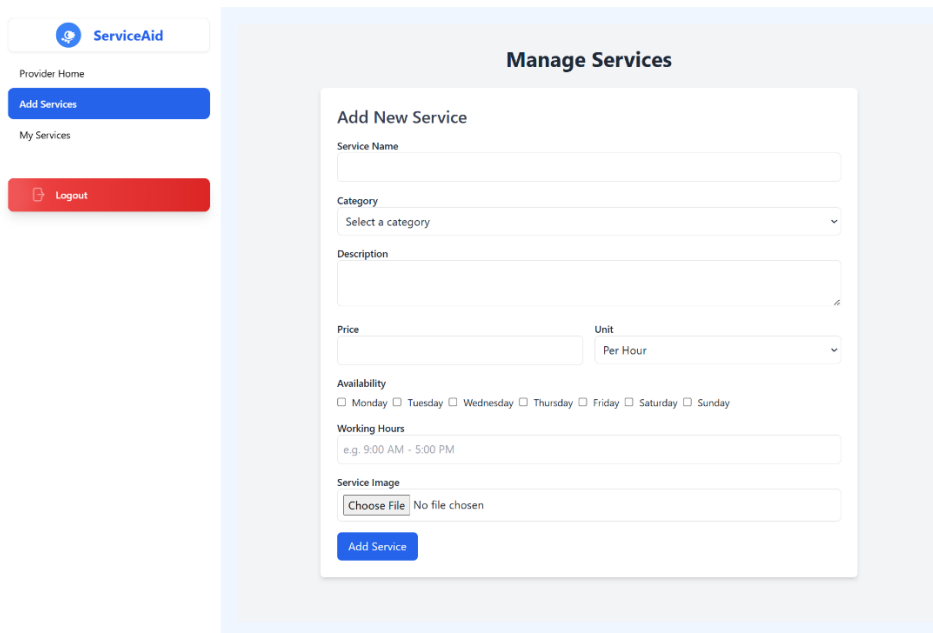 ServiceAid
Provider Home
Add Services
My Services
Logout
Manage Services
Add New Service
Service Name
Category
Select a category
Description
Price Unit
Per Hour
Availability
Monday Tuesday Wednesday Thursday Friday Saturday Sunday
Working Hours
e.g. 9:00 AM - 5:00 PM
Service Image
Choose File No file chosen
Add Service